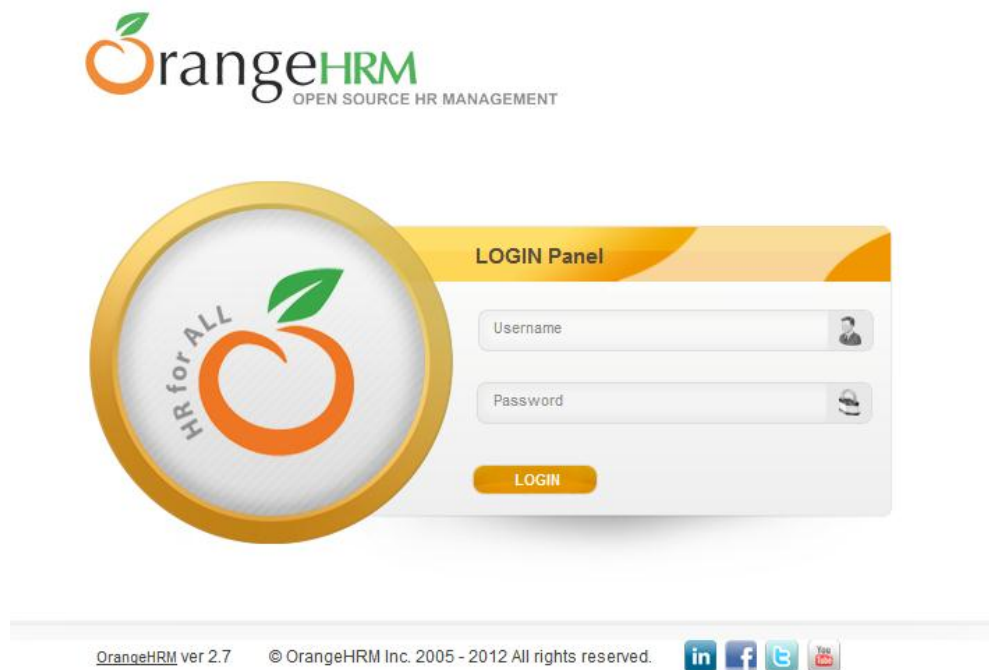 OrangeHRM
OPEN SOURCE HR MANAGEMENT
HR for ALL
LOGIN Panel
Username
Password
LOGIN
OrangeHRM ver 2.7 © OrangeHRM Inc. 2005 - 2012 All rights reserved. in f t You Tube